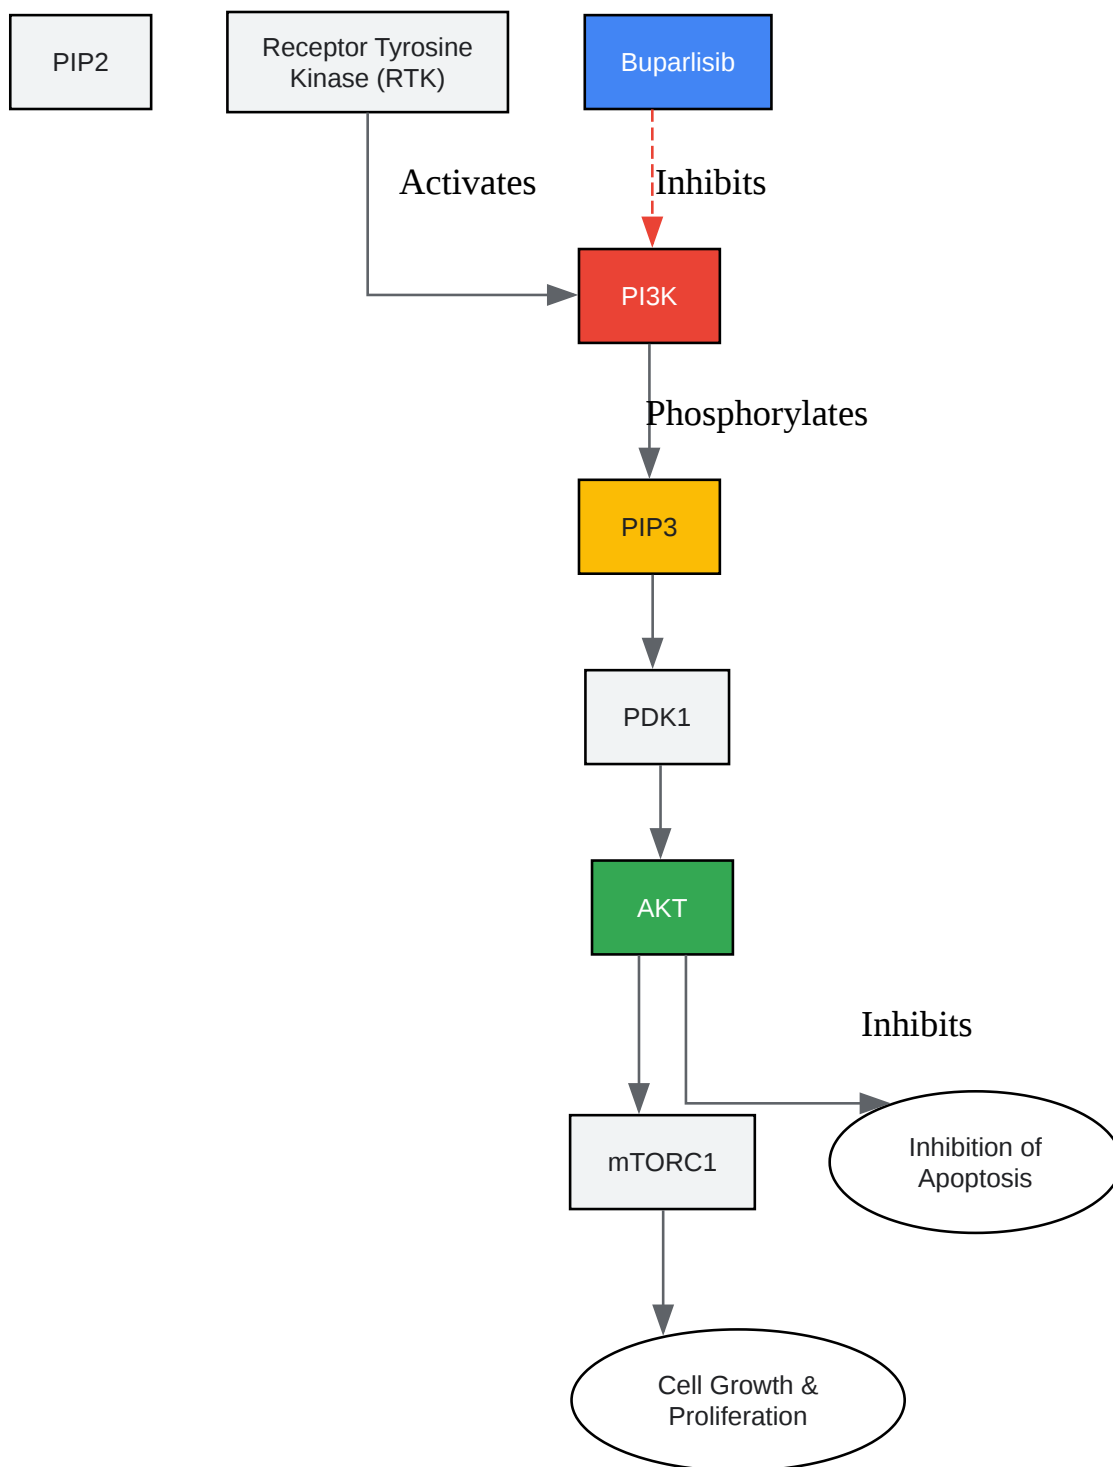 PIP2
Receptor Tyrosine
Kinase (RTK)
Buparlisib
Activates
Inhibits
PI3K
Phosphorylates
PIP3
PDK1
AKT
Inhibits
mTORC1
Inhibition of
Apoptosis
Cell Growth &
Proliferation